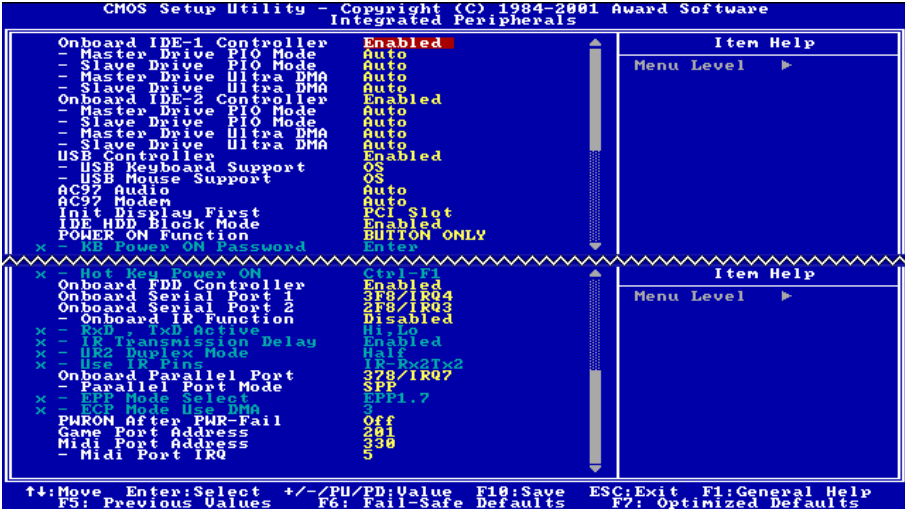 CMOS Setup Utility - Copyright (C) 1984-2001 Award Software
Integrated Peripherals
Onboard IDE-1 Controller Enabled Item Help
- Master Drive PIO Mode Auto
- Slave Drive PIO Mode Auto Menu Level ►
- Master Drive Ultra DMA Auto
- Slave Drive Ultra DMA Auto
Onboard IDE-2 Controller Enabled
- Master Drive PIO Mode Auto
- Slave Drive PIO Mode Auto
- Master Drive Ultra DMA Auto
- Slave Drive Ultra DMA Auto
USB Controller Enabled
- USB Keyboard Support OS
- USB Mouse Support OS
AC97 Audio Auto
AC97 Modem Auto
Init Display First PCI Slot
IDE HDD Block Mode Enabled
POWER ON Function BUTTON ONLY
x - KB Power ON Password Enter
x - Hot Key Power ON Ctrl-F1 Item Help
Onboard FDD Controller Enabled
Onboard Serial Port 1 3F8/IRQ4 Menu Level ►
Onboard Serial Port 2 2F8/IRQ3
- Onboard IR Function Disabled
x - RxD , TxD Active Hi,Lo
x - IR Transmission Delay Enabled
x - UR2 Duplex Mode Half
x - Use IR Pins IR-Rx2Tx2
Onboard Parallel Port 378/IRQ7
- Parallel Port Mode SPP
x - EPP Mode Select EPP1.7
x - ECP Mode Use DMA 3
PWRON After PWR-Fail Off
Game Port Address 201
Midi Port Address 330
- Midi Port IRQ 5
↑↓:Move Enter:Select +/-/PU/PD:Value F10:Save ESC:Exit F1:General Help
F5: Previous Values F6: Fail-Safe Defaults F7: Optimized Defaults